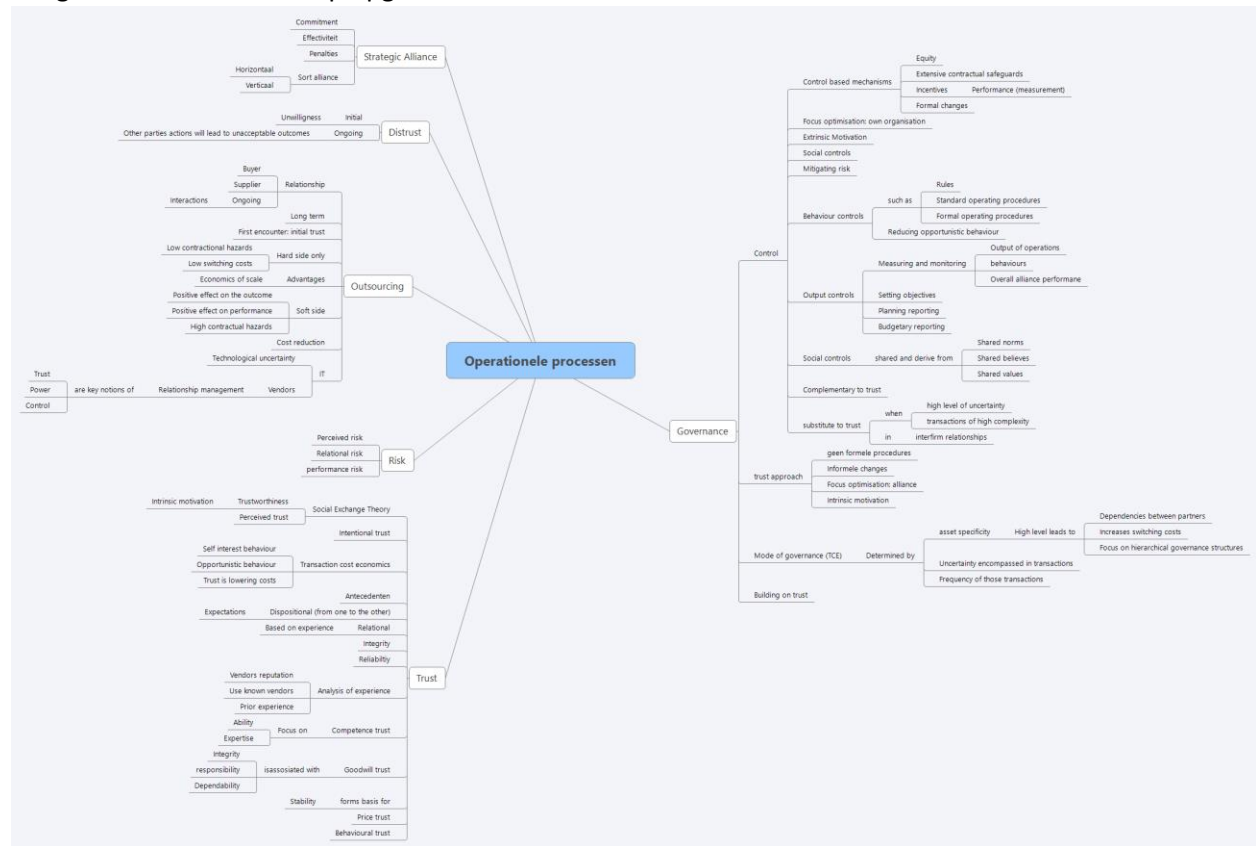 Operationele processen
Strategic Alliance
Commitment
Effectiviteit
Penalties
Sort alliance
Horizontaal
Verticaal
Distrust
Initial
Unwilligness
Ongoing
Other parties actions will lead to unacceptable outcomes
Outsourcing
Relationship
Buyer
Supplier
Ongoing
Interactions
Long term
First encounter: initial trust
Hard side only
Low contractional hazards
Low switching costs
Advantages
Economics of scale
Soft side
Positive effect on the outcome
Positive effect on performance
High contractual hazards
Cost reduction
IT
Technological uncertainty
Vendors
Relationship management
are key notions of
Trust
Power
Control
Risk
Perceived risk
Relational risk
performance risk
Trust
Social Exchange Theory
Trustworthiness
Intrinsic motivation
Perceived trust
Intentional trust
Transaction cost economics
Self interest behaviour
Opportunistic behaviour
Trust is lowering costs
Antecedenten
Dispositional (from one to the other)
Expectations
Relational
Based on experience
Integrity
Reliabiltiy
Analysis of experience
Vendors reputation
Use known vendors
Prior experience
Competence trust
Focus on
Ability
Expertise
Goodwill trust
isassosiated with
Integrity
responsibility
Dependability
forms basis for
Stability
Price trust
Behavioural trust
Governance
Control
Control based mechanisms
Equity
Extensive contractual safeguards
Incentives
Performance (measurement)
Formal changes
Focus optimisation: own organisation
Extrinsic Motivation
Social controls
Mitigating risk
Behaviour controls
such as
Rules
Standard operating procedures
Formal operating procedures
Reducing opportunistic behaviour
Output controls
Measuring and monitoring
Output of operations
behaviours
Overall alliance performane
Setting objectives
Planning reporting
Budgetary reporting
Social controls
shared and derive from
Shared norms
Shared believes
Shared values
Complementary to trust
substitute to trust
when
high level of uncertainty
transactions of high complexity
in
interfirm relationships
trust approach
geen formele procedures
Informele changes
Focus optimisation: alliance
Intrinsic motivation
Mode of governance (TCE)
Determined by
asset specificity
High level leads to
Dependencies between partners
Increases switching costs
Focus on hierarchical governance structures
Uncertainty encompassed in transactions
Frequency of those transactions
Building on trust